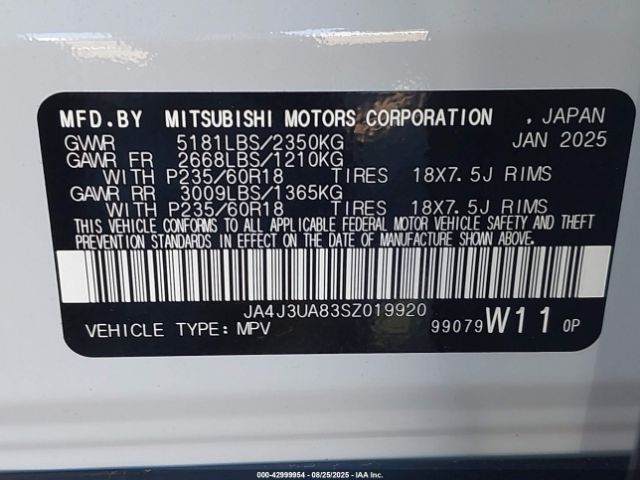 MFD.BY MITSUBISHI MOTORS CORPORATION , JAPAN
GVWR 5181LBS/2350KG JAN 2025
GAWR FR 2668LBS/1210KG
WITH P235/60R18 TIRES 18X7.5J RIMS
GAWR RR 3009LBS/1365KG
WITH P235/60R18 TIRES 18X7.5J RIMS
THIS VEHICLE CONFORMS TO ALL APPLICABLE FEDERAL MOTOR VEHICLE SAFETY AND THEFT
PREVENTION STANDARDS IN EFFECT ON THE DATE OF MANUFACTURE SHOWN ABOVE.
JA4J3UA83SZ019920
VEHICLE TYPE:MPV 99079 W11 0P
00-42999954 | 08/25/2025 | IAAI.COM